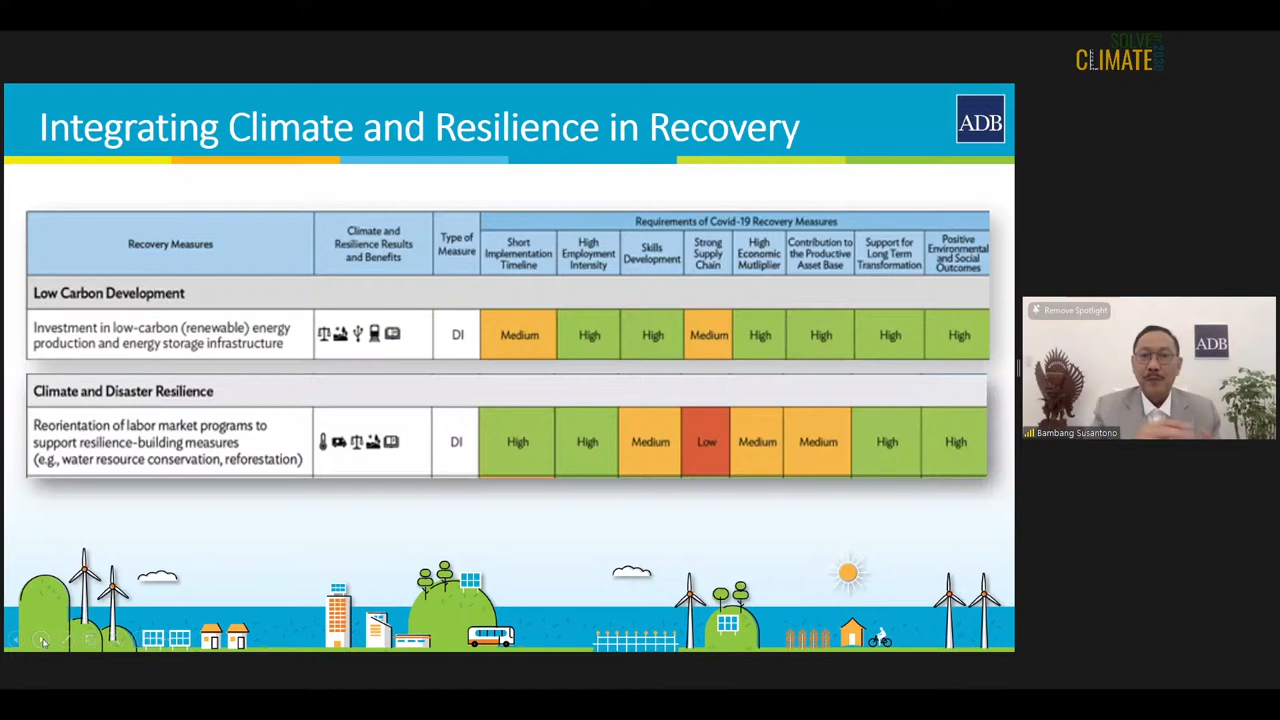 SOLVE
BY 2030
CLIMATE
Integrating Climate and Resilience in Recovery
ADB
Recovery Measures
Climate and
Resilience Results
and Benefits
Type of
Measure
Requirements of Covid-19 Recovery Measures
Short
Implementation
Timeline
High
Employment
Intensity
Skills
Development
Strong
Supply
Chain
High
Economic
Mutliplier
Contribution to
the Productive
Asset Base
Support for
Long Term
Transformation
Positive
Environmental
and Social
Outcomes
Low Carbon Development
Investment in low-carbon (renewable) energy
production and energy storage infrastructure
DI
Medium
High
High
Medium
High
High
High
High
Climate and Disaster Resilience
Reorientation of labor market programs to
support resilience-building measures
(e.g., water resource conservation, reforestation)
DI
High
High
Medium
Low
Medium
Medium
High
High
Remove Spotlight
ADB
Bambang Susantono